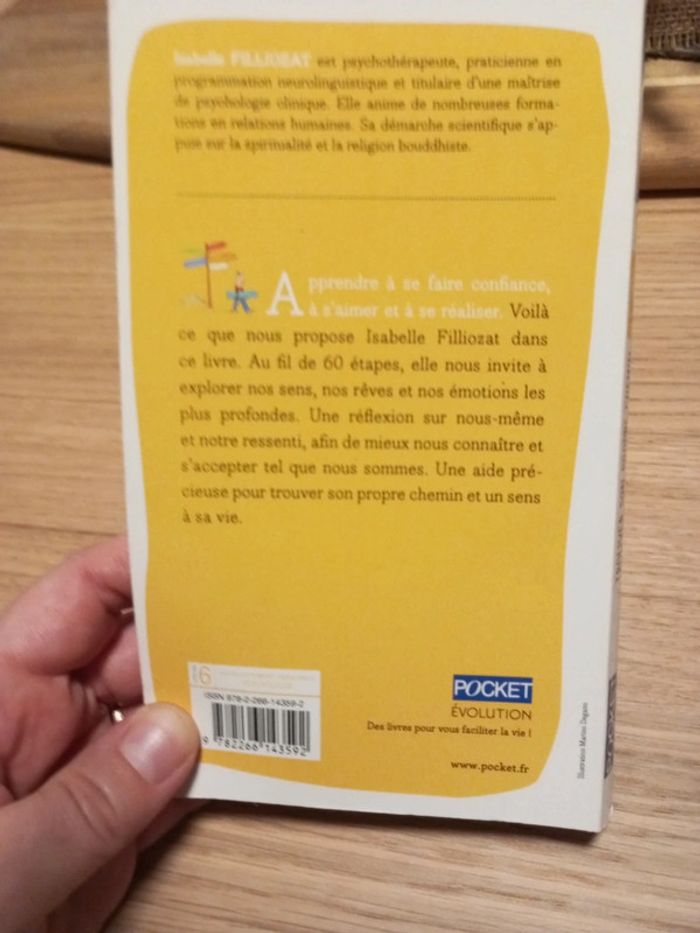 Isabelle FILLIOZAT est psychothérapeute, praticienne en
programmation neurolinguistique et titulaire d'une maîtrise
de psychologie clinique. Elle anime de nombreuses forma-
tions en relations humaines. Sa démarche scientifique s'ap-
puie sur la spiritualité et la religion bouddhiste.
Apprendre à se faire confiance,
à s'aimer et à se réaliser. Voilà
ce que nous propose Isabelle Filliozat dans
ce livre. Au fil de 60 étapes, elle nous invite à
explorer nos sens, nos rêves et nos émotions les
plus profondes. Une réflexion sur nous-même
et notre ressenti, afin de mieux nous connaître et
s'accepter tel que nous sommes. Une aide pré-
cieuse pour trouver son propre chemin et un sens
à sa vie.
6
ISBN 978-2-266-14359-2
9 782266 143592
POCKET
ÉVOLUTION
Des livres pour vous faciliter la vie !
www.pocket.fr